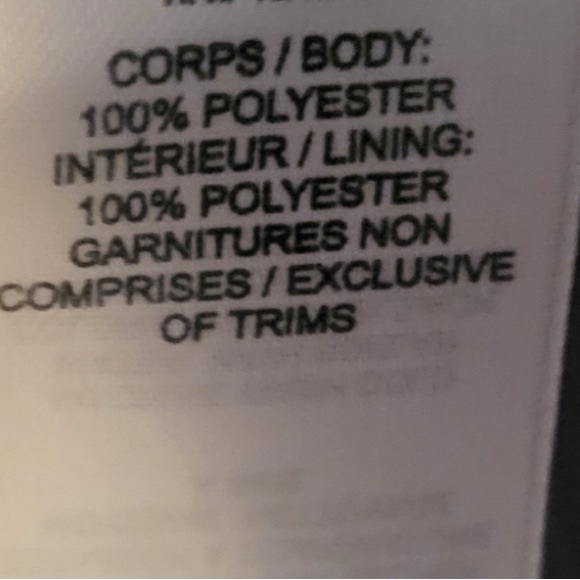 CORPS / BODY:
100% POLYESTER
INTÉRIEUR / LINING:
100% POLYESTER
GARNITURES NON
COMPRISES / EXCLUSIVE
OF TRIMS